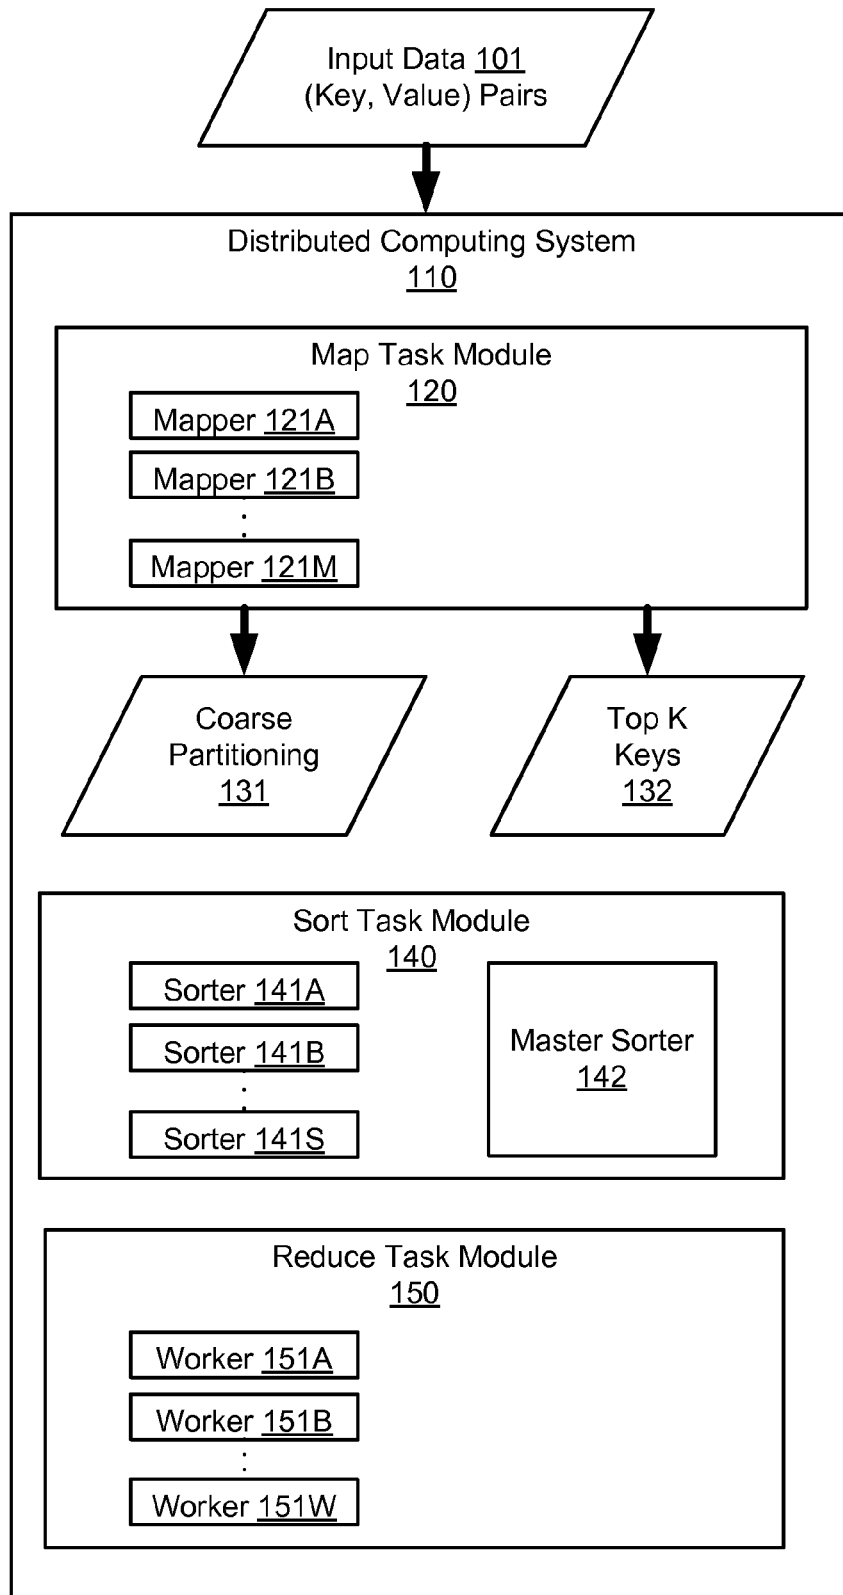 Input Data 101
(Key, Value) Pairs
Distributed Computing System
110
Map Task Module
120
Mapper 121A
Mapper 121B
Mapper 121M
Coarse
Partitioning
131
Top K
Keys
132
Sort Task Module
140
Sorter 141A
Sorter 141B
Sorter 141S
Master Sorter
142
Reduce Task Module
150
Worker 151A
Worker 151B
Worker 151W